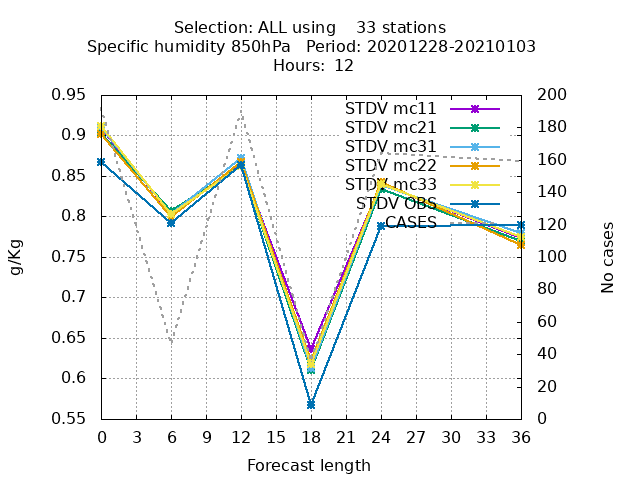 Selection: ALL using 33 stations
Specific humidity 850hPa Period: 20201228-20210103
Hours: 12
0.95
0.9
0.85
0.8
0.75
0.7
0.65
0.6
0.55
g/Kg
STDV mc11
STDV mc21
STDV mc31
STDV mc22
STDV mc33
STDV OBS
CASES
200
180
160
140
120
100
80
60
40
20
0
No cases
0 3 6 9 12 15 18 21 24 27 30 33 36
Forecast length